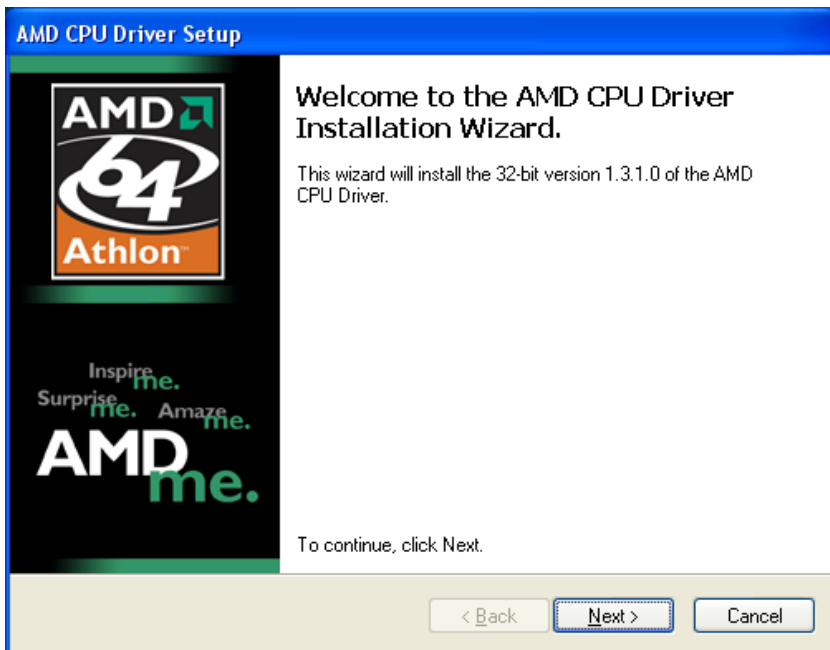 AMD CPU Driver Setup
AMD
64
Athlon™
Inspire me.
Surprise me. Amaze me.
AMD me.
Welcome to the AMD CPU Driver
Installation Wizard.
This wizard will install the 32-bit version 1.3.1.0 of the AMD
CPU Driver.
To continue, click Next.
< Back
Next >
Cancel